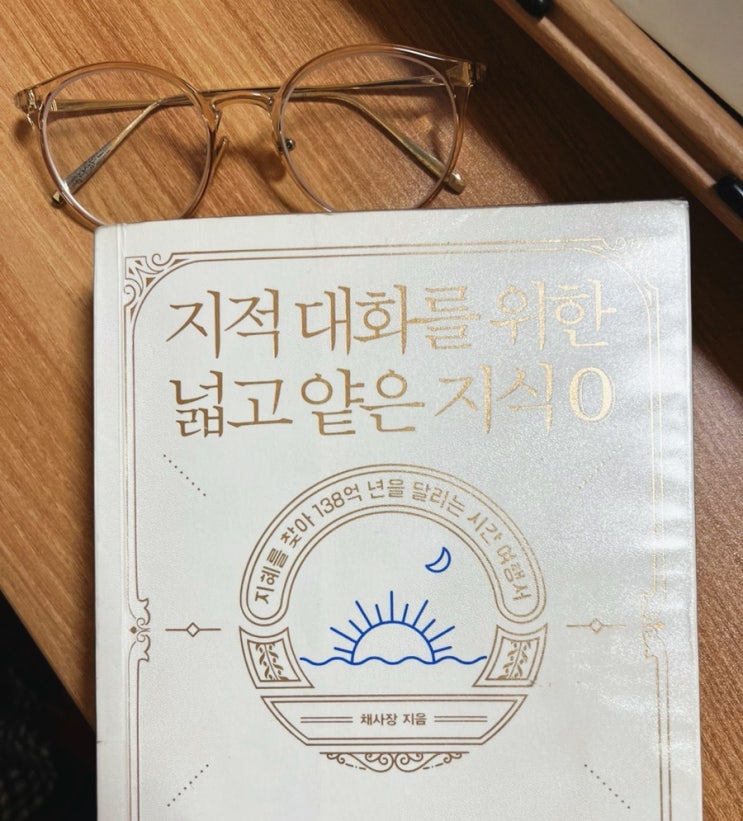 지적 대화를 위한
넓고 얕은 지식 0
지혜를 찾아 138억 년을 달리는 시간 여행서
채사장 지음